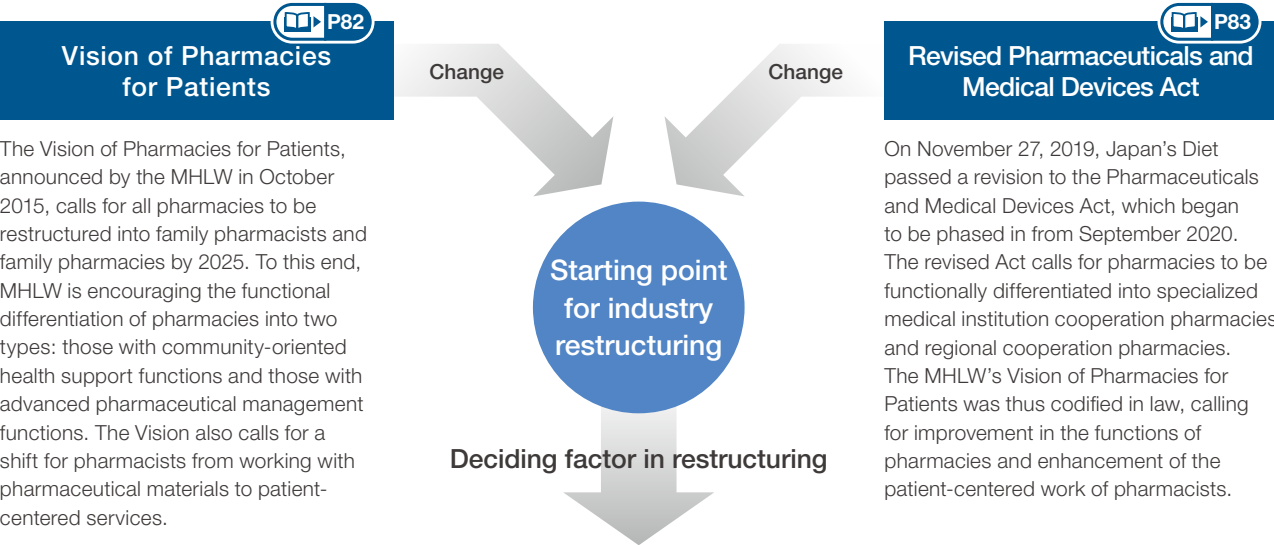 P82
Vision of Pharmacies
for Patients
The Vision of Pharmacies for Patients,
announced by the MHLW in October
2015, calls for all pharmacies to be
restructured into family pharmacists and
family pharmacies by 2025. To this end,
MHLW is encouraging the functional
differentiation of pharmacies into two
types: those with community-oriented
health support functions and those with
advanced pharmaceutical management
functions. The Vision also calls for a
shift for pharmacists from working with
pharmaceutical materials to patient-
centered services.
Change
Change
Starting point
for industry
restructuring
Deciding factor in restructuring
P83
Revised Pharmaceuticals and
Medical Devices Act
On November 27, 2019, Japan's Diet
passed a revision to the Pharmaceuticals
and Medical Devices Act, which began
to be phased in from September 2020.
The revised Act calls for pharmacies to be
functionally differentiated into specialized
medical institution cooperation pharmacies
and regional cooperation pharmacies.
The MHLW's Vision of Pharmacies for
Patients was thus codified in law, calling
for improvement in the functions of
pharmacies and enhancement of the
patient-centered work of pharmacists.